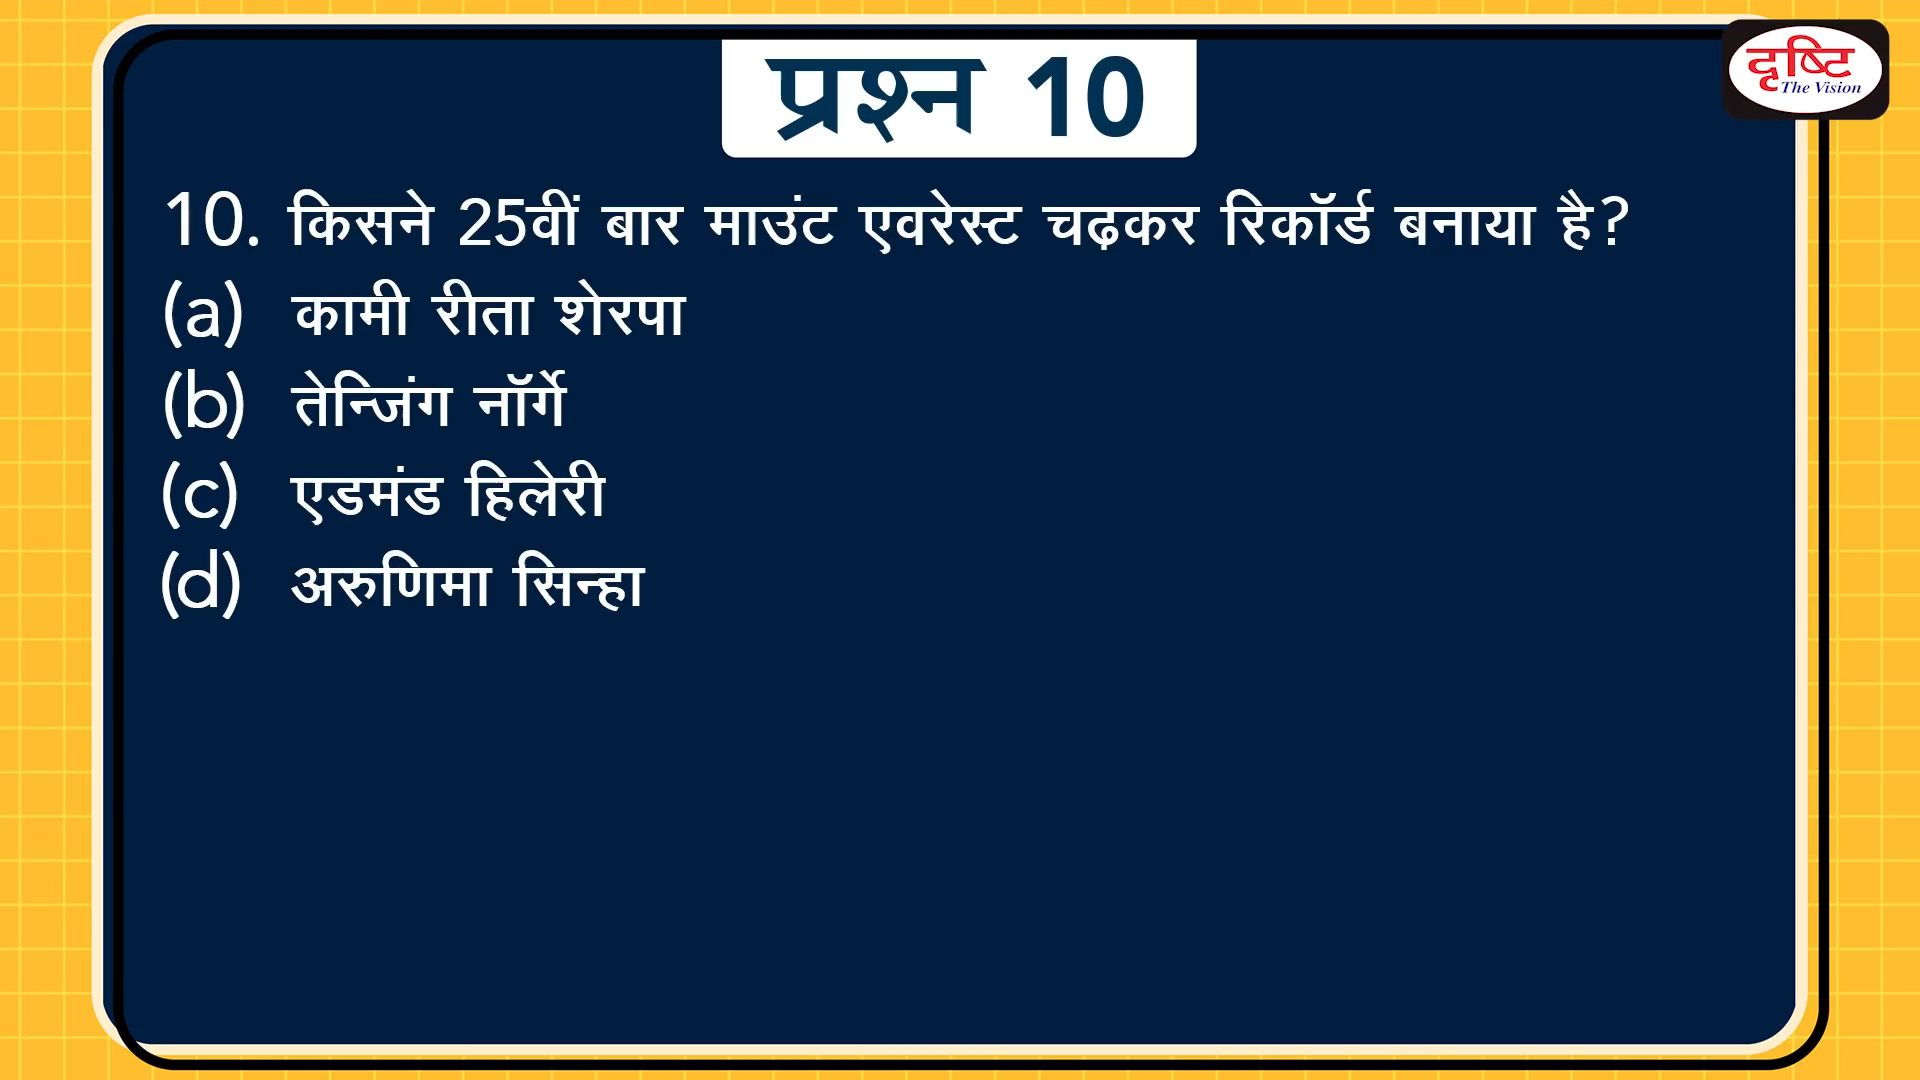 प्रश्न 10
दृष्टि
The Vision
10. किसने 25वीं बार माउंट एवरेस्ट चढ़कर रिकॉर्ड बनाया है?
(a) कामी रीता शेरपा
(b) तेन्जिंग नॉर्गे
(c) एडमंड हिलेरी
(d) अरुणिमा सिन्हा